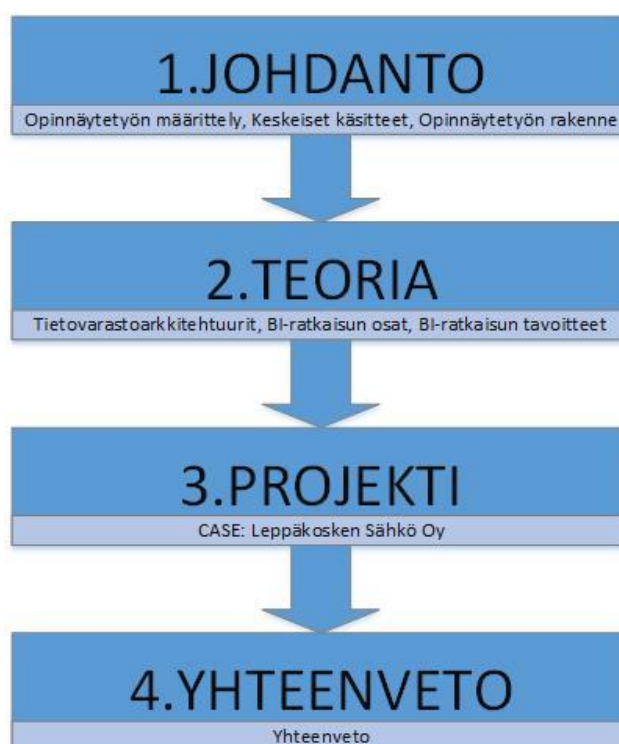 1.JOHDANTO
Opinnäytetyön määrittely, Keskeiset käsitteet, Opinnäytetyön rakenne
2.TEORIA
Tietovarastoarkkitehtuurit, BI-ratkaisun osat, BI-ratkaisun tavoitteet
3.PROJEKTI
CASE: Leppäkosken Sähkö Oy
4.YHTEENVETO
Yhteenveto